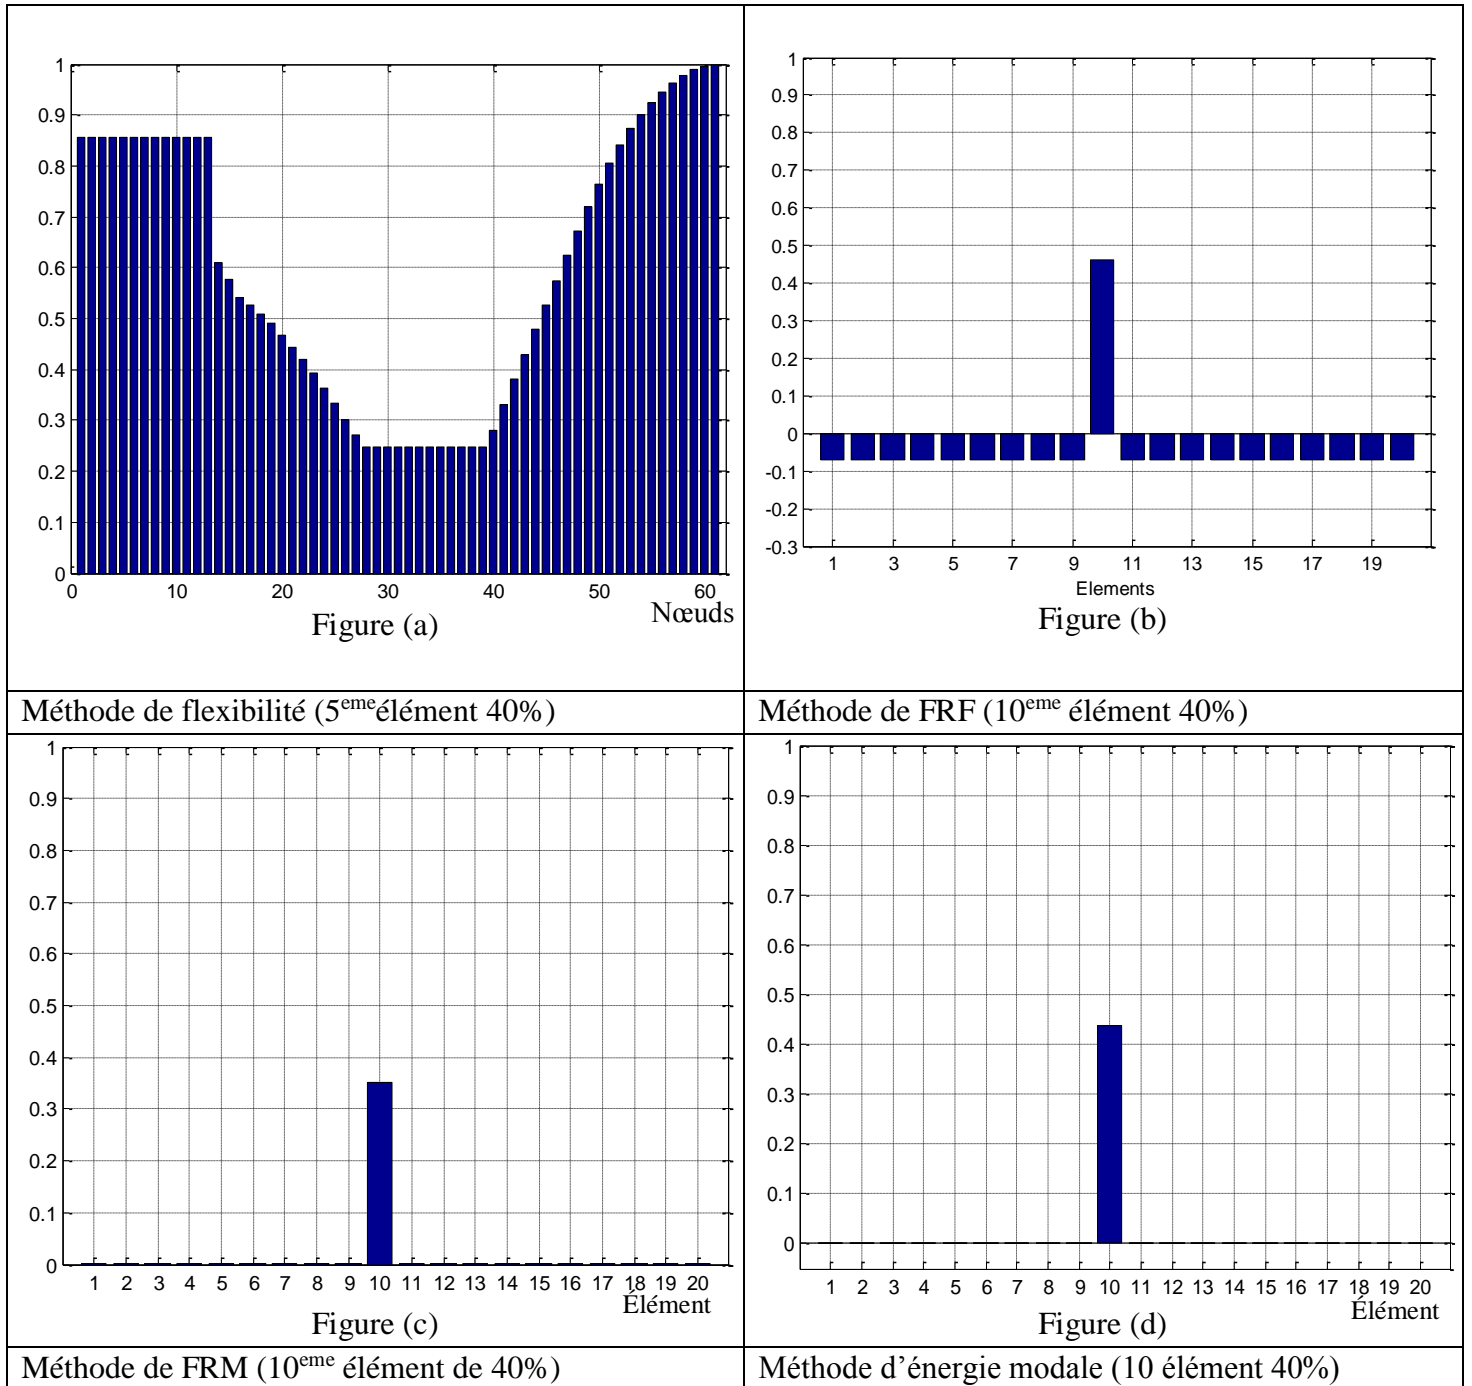 1
0.9
0.8
0.7
0.6
0.5
0.4
0.3
0.2
0.1
0
0 10 20 30 40 50 60
Nœuds
Figure (a)
1
0.9
0.8
0.7
0.6
0.5
0.4
0.3
0.2
0.1
0
-0.1
-0.2
-0.3
1 3 5 7 9 11 13 15 17 19
Elements
Figure (b)
Méthode de flexibilité (5emeélément 40%)
Méthode de FRF (10eme élément 40%)
1
0.9
0.8
0.7
0.6
0.5
0.4
0.3
0.2
0.1
0
1 2 3 4 5 6 7 8 9 10 11 12 13 14 15 16 17 18 19 20
Élément
Figure (c)
1
0.9
0.8
0.7
0.6
0.5
0.4
0.3
0.2
0.1
0
1 2 3 4 5 6 7 8 9 10 11 12 13 14 15 16 17 18 19 20
Élément
Figure (d)
Méthode de FRM (10eme élément de 40%)
Méthode d’énergie modale (10 élément 40%)